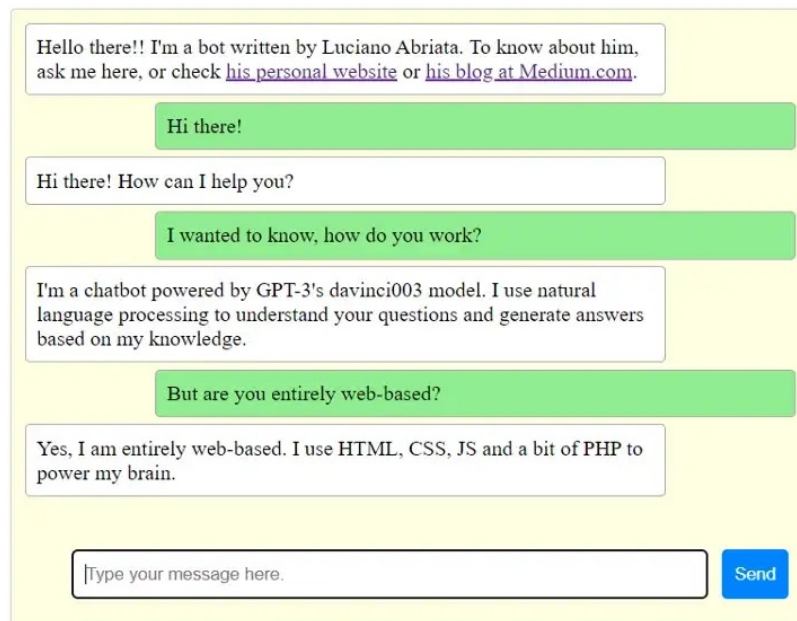 Hello there!! I'm a bot written by Luciano Abriata. To know about him,
ask me here, or check his personal website or his blog at Medium.com.
Hi there!
Hi there! How can I help you?
I wanted to know, how do you work?
I'm a chatbot powered by GPT-3's davinci003 model. I use natural
language processing to understand your questions and generate answers
based on my knowledge.
But are you entirely web-based?
Yes, I am entirely web-based. I use HTML, CSS, JS and a bit of PHP to
power my brain.
Type your message here.
Send